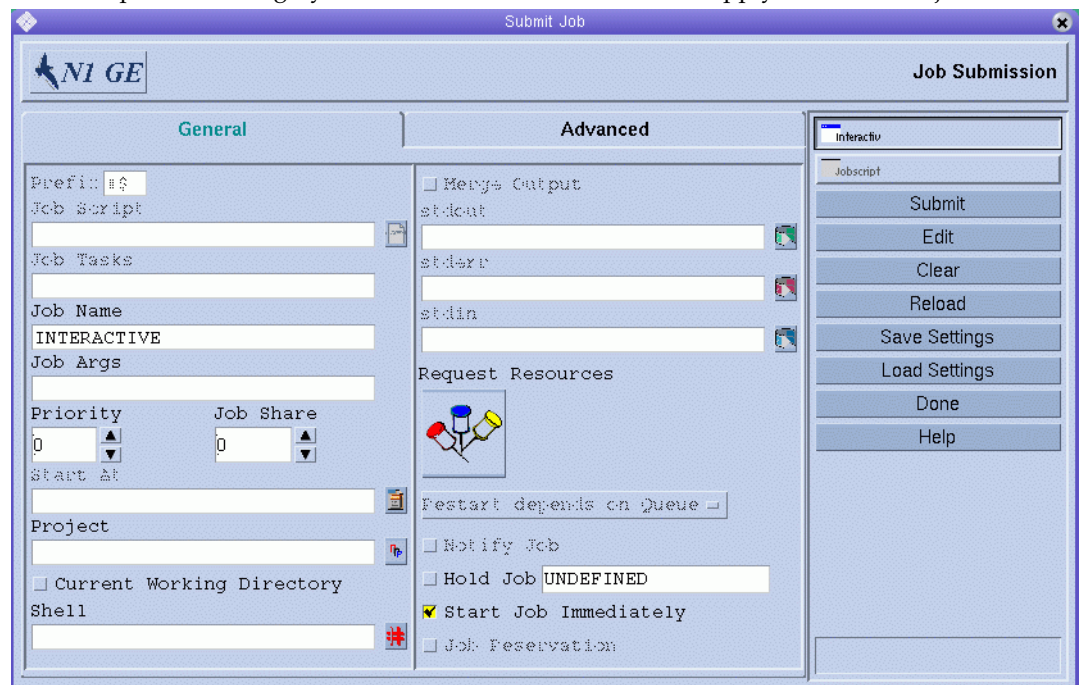 Submit Job
N1 GE
Job Submission
General
Advanced
Interactiv
Jobscript
Prefix #$
Merge Output
Job Script
stdout
Submit
Edit
Job Tasks
stderr
Clear
Job Name
stdin
Reload
INTERACTIVE
Save Settings
Job Args
Request Resources
Load Settings
Priority
Job Share
Done
0
0
Help
Start At
Restart depends on Queue
Project
Notify Job
Current Working Directory
Hold Job UNDEFINED
Shell
Start Job Immediately
Job Reservation